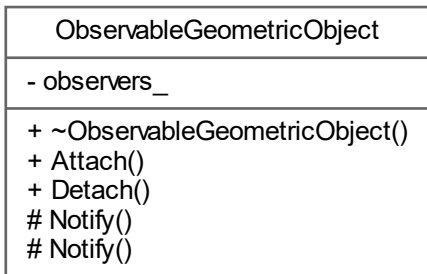 ObservableGeometricObject
- observers_
+ ~ObservableGeometricObject()
+ Attach()
+ Detach()
# Notify()
# Notify()